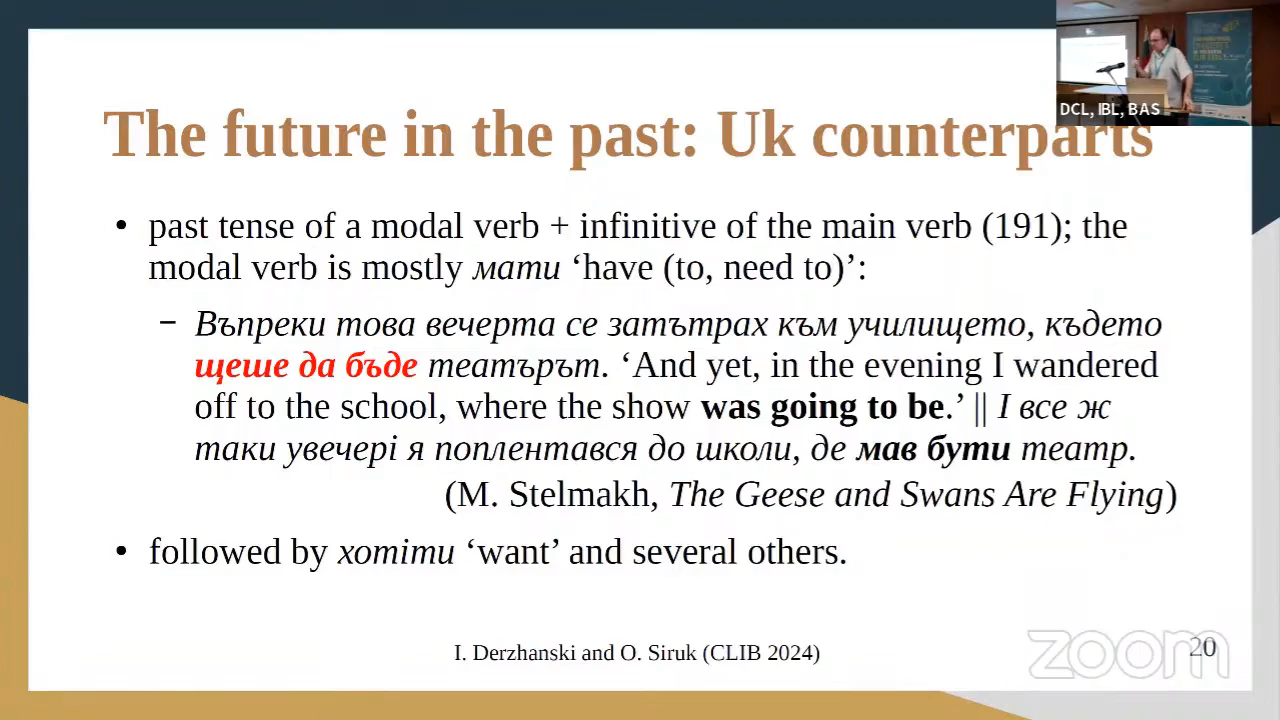 DCL, IBL, BAS
The future in the past: Uk counterparts
• past tense of a modal verb + infinitive of the main verb (191); the
modal verb is mostly мати ‘have (to, need to)’:
– Въпреки това вечерта се затътрах към училището, където
щеше да бъде театърът. ‘And yet, in the evening I wandered
off to the school, where the show was going to be.’ || І все ж
таки увечері я поплентався до школи, де мав бути театр.
(M. Stelmakh, The Geese and Swans Are Flying)
• followed by хотіти ‘want’ and several others.
I. Derzhanski and O. Siruk (CLIB 2024)
20
zoom